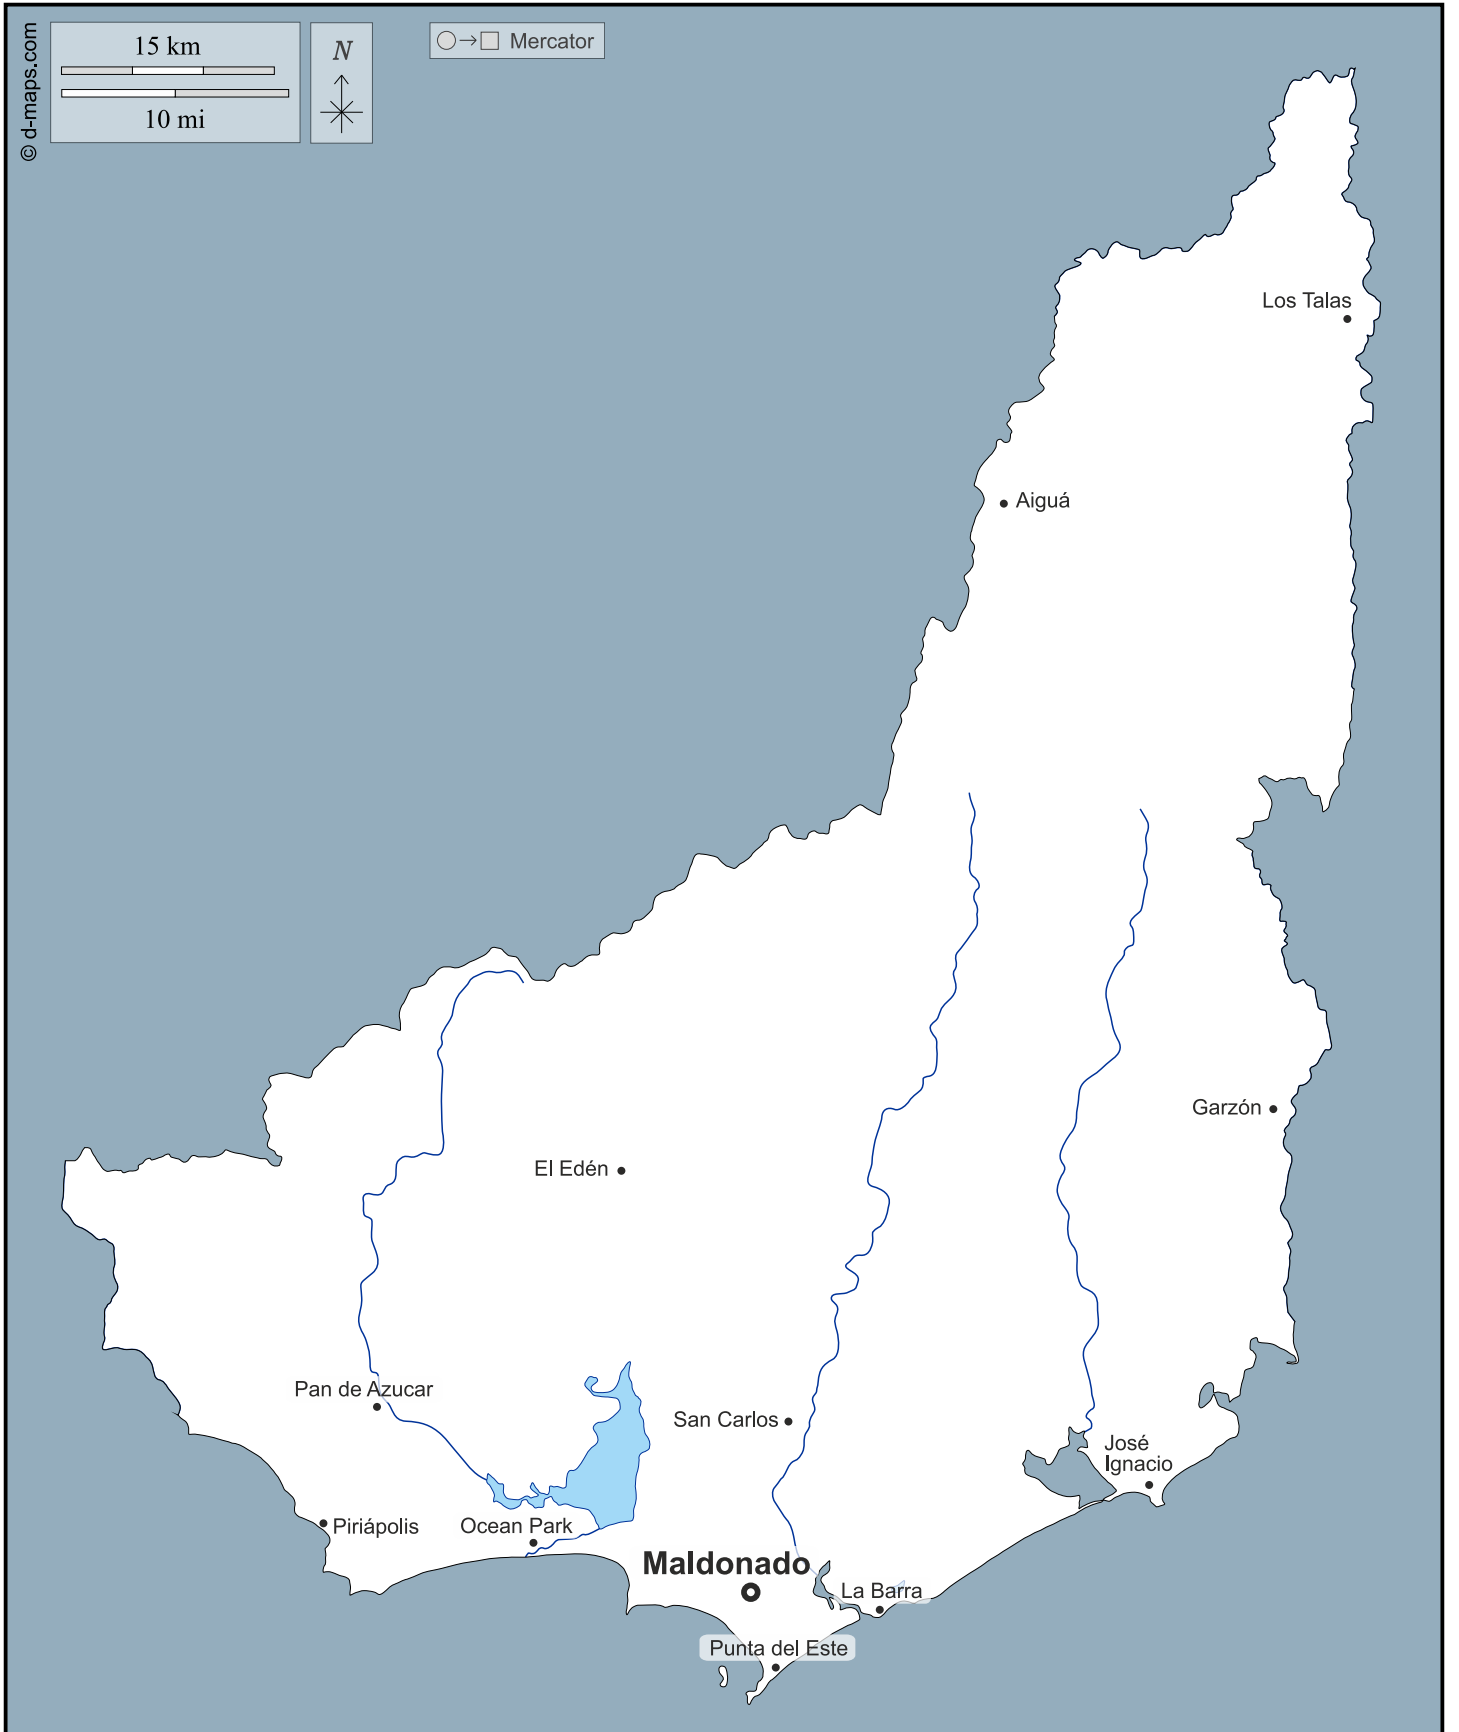 © d-maps.com
15 km
10 mi
N
Mercator
Los Talas
Aiguá
Garzón
El Edén
Pan de Azucar
San Carlos
José
Ignacio
Piriápolis
Ocean Park
Maldonado
La Barra
Punta del Este